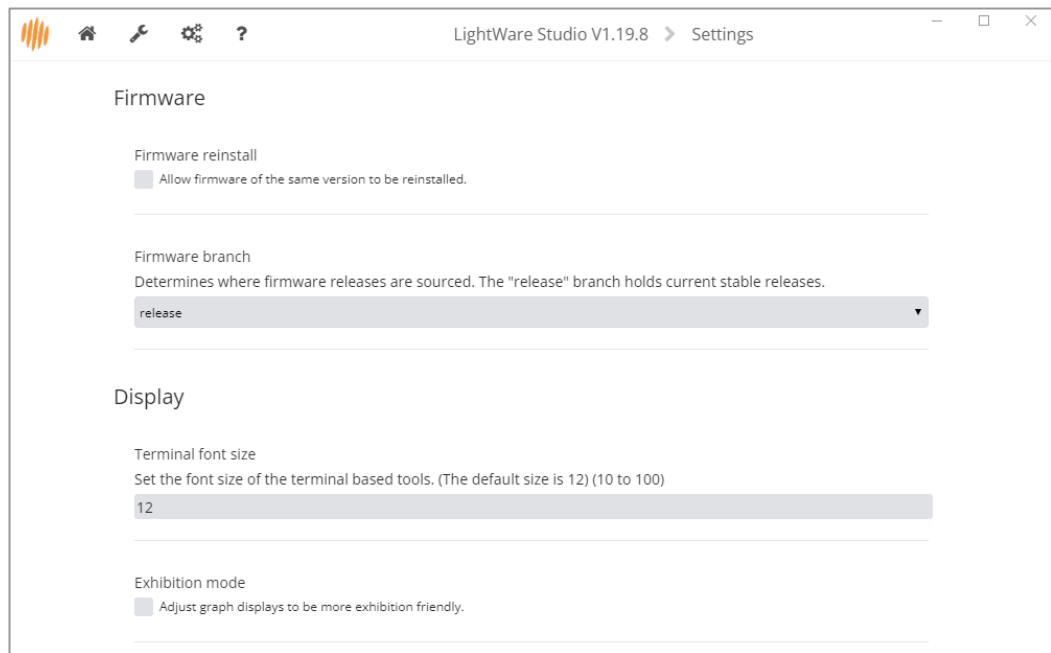 LightWare Studio V1.19.8 > Settings
Firmware
Firmware reinstall
Allow firmware of the same version to be reinstalled.
Firmware branch
Determines where firmware releases are sourced. The "release" branch holds current stable releases.
release
Display
Terminal font size
Set the font size of the terminal based tools. (The default size is 12) (10 to 100)
12
Exhibition mode
Adjust graph displays to be more exhibition friendly.